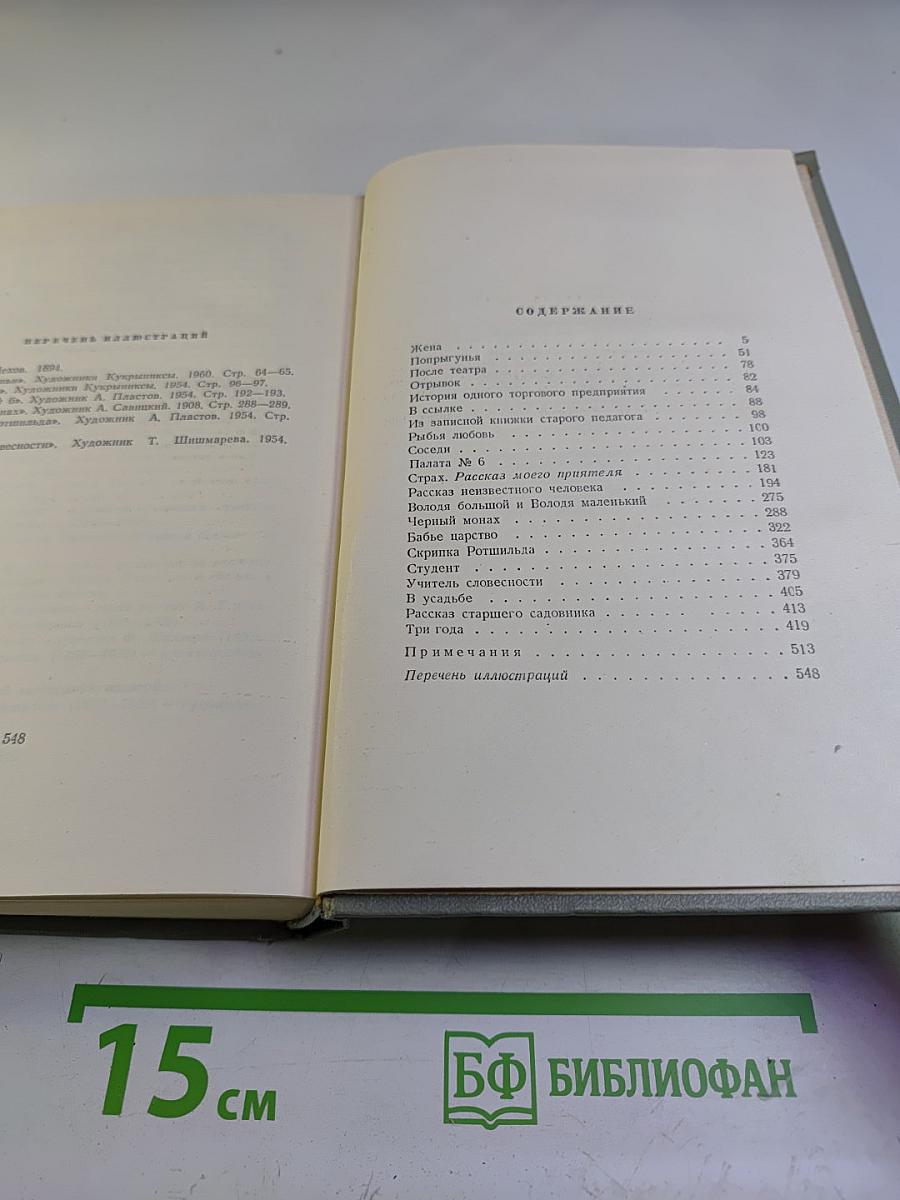 ПЕРЕЧЕНЬ ИЛЛЮСТРАЦИЙ
Чехов. 1894.
Художники Кукрыниксы. 1960. Стр. 64—65.
Художники Кукрыниксы. 1954. Стр. 96—97.
6». Художник А. Пластов. 1954. Стр. 192—193.
Художник А. Савицкий. 1908. Стр. 288—289.
Художник А. Пластов. 1954. Стр.
Художник Т. Шишмарева. 1954.
548
СОДЕРЖАНИЕ
Жена . . . 5
Попрыгунья . . . 51
После театра . . . 78
Отрывок . . . 82
История одного торгового предприятия . . . 84
В ссылке . . . 88
Из записной книжки старого педагога . . . 98
Рыбья любовь . . . 100
Соседи . . . 103
Палата № 6 . . . 123
Страх. Рассказ моего приятеля . . . 181
Рассказ неизвестного человека . . . 194
Володя большой и Володя маленький . . . 275
Черный монах . . . 288
Бабье царство . . . 322
Скрипка Ротшильда . . . 364
Студент . . . 375
Учитель словесности . . . 379
В усадьбе . . . 405
Рассказ старшего садовника . . . 413
Три года . . . 419
Примечания . . . 513
Перечень иллюстраций . . . 548
15 см
БФ БИБЛИОФАН